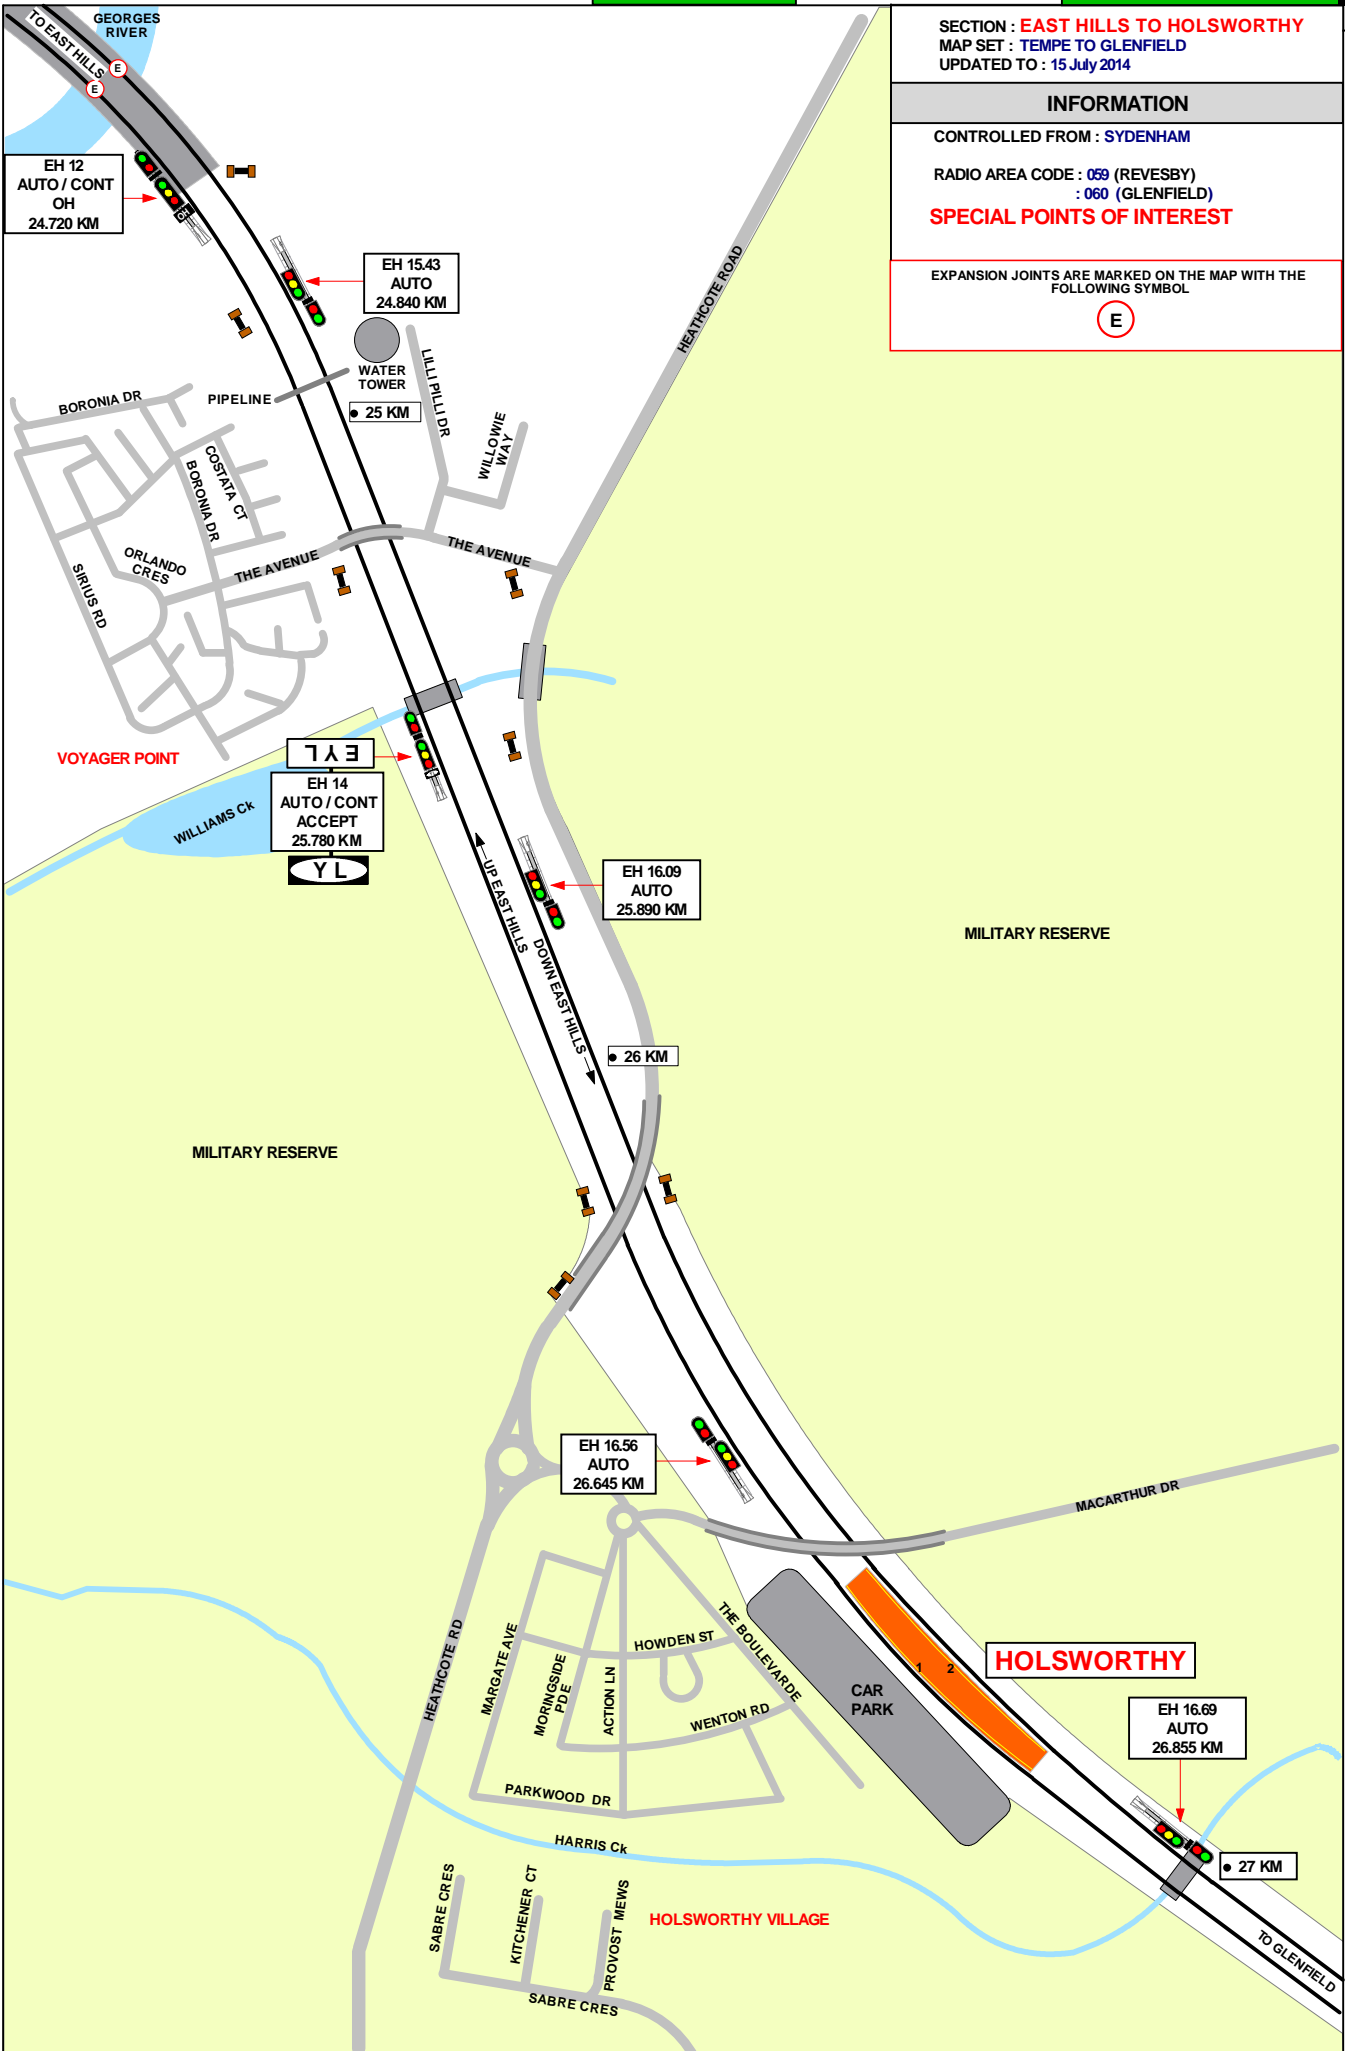 SECTION : EAST HILLS TO HOLSWORTHY
MAP SET : TEMPE TO GLENFIELD
UPDATED TO : 15 July 2014
INFORMATION
CONTROLLED FROM : SYDENHAM
RADIO AREA CODE : 059 (REVESBY)
: 060 (GLENFIELD)
SPECIAL POINTS OF INTEREST
EXPANSION JOINTS ARE MARKED ON THE MAP WITH THE
FOLLOWING SYMBOL
E
GEORGES
RIVER
TO EAST HILLS
E
E
EH 12
AUTO / CONT
OH
24.720 KM
EH 15.43
AUTO
24.840 KM
HEATHCOTE ROAD
WATER
TOWER
PIPELINE
25 KM
LILLI PILLI DR
WILLOWIE
WAY
BORONIA DR
COSTATA CT
BORONIA DR
ORLANDO
CRES
SIRIUS RD
THE AVENUE
THE AVENUE
VOYAGER POINT
EYL
EH 14
AUTO / CONT
ACCEPT
25.780 KM
YL
WILLIAMS Ck
UP EAST HILLS
DOWN EAST HILLS
EH 16.09
AUTO
25.890 KM
MILITARY RESERVE
26 KM
MILITARY RESERVE
EH 16.56
AUTO
26.645 KM
MACARTHUR DR
HEATHCOTE RD
MARGATE AVE
MORINGSIDE
PDE
ACTION LN
HOWDEN ST
THE BOULEVARDE
WENTON RD
PARKWOOD DR
CAR
PARK
1 2
HOLSWORTHY
EH 16.69
AUTO
26.855 KM
27 KM
HARRIS Ck
SABRE CRES
KITCHENER CT
PROVOST MEWS
HOLSWORTHY VILLAGE
SABRE CRES
TO GLENFIELD